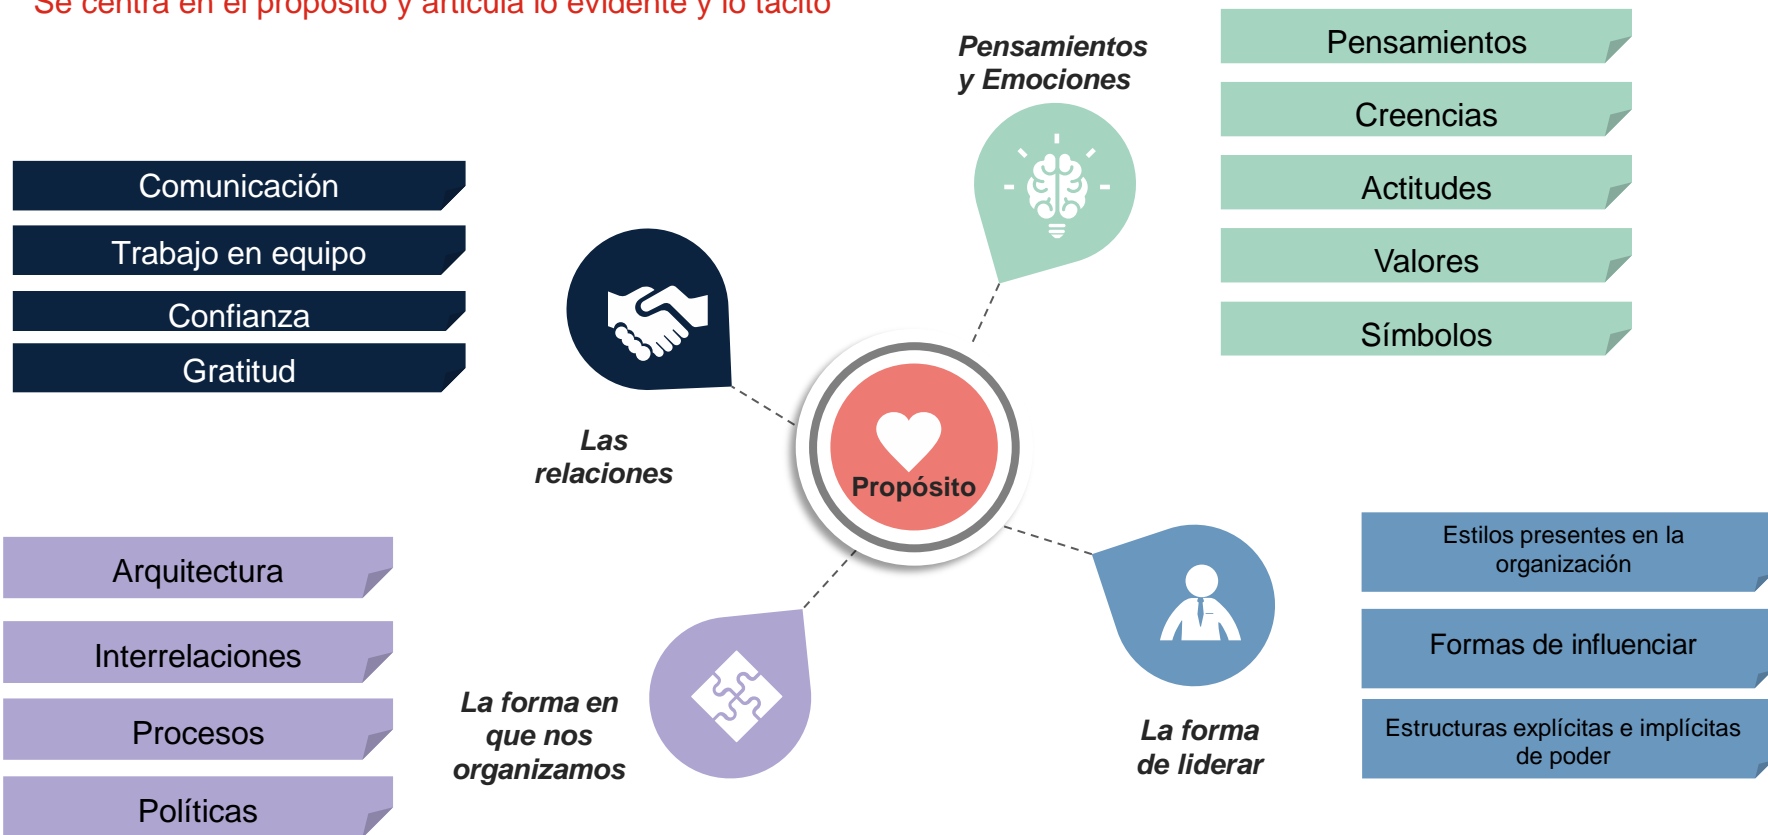 Se centra en el propósito y articula lo evidente y lo tácito
Pensamientos
y Emociones
Pensamientos
Creencias
Actitudes
Valores
Símbolos
Comunicación
Trabajo en equipo
Confianza
Gratitud
Las
relaciones
Propósito
Arquitectura
Interrelaciones
Procesos
Políticas
La forma en
que nos
organizamos
La forma
de liderar
Estilos presentes en la
organización
Formas de influenciar
Estructuras explícitas e implícitas
de poder